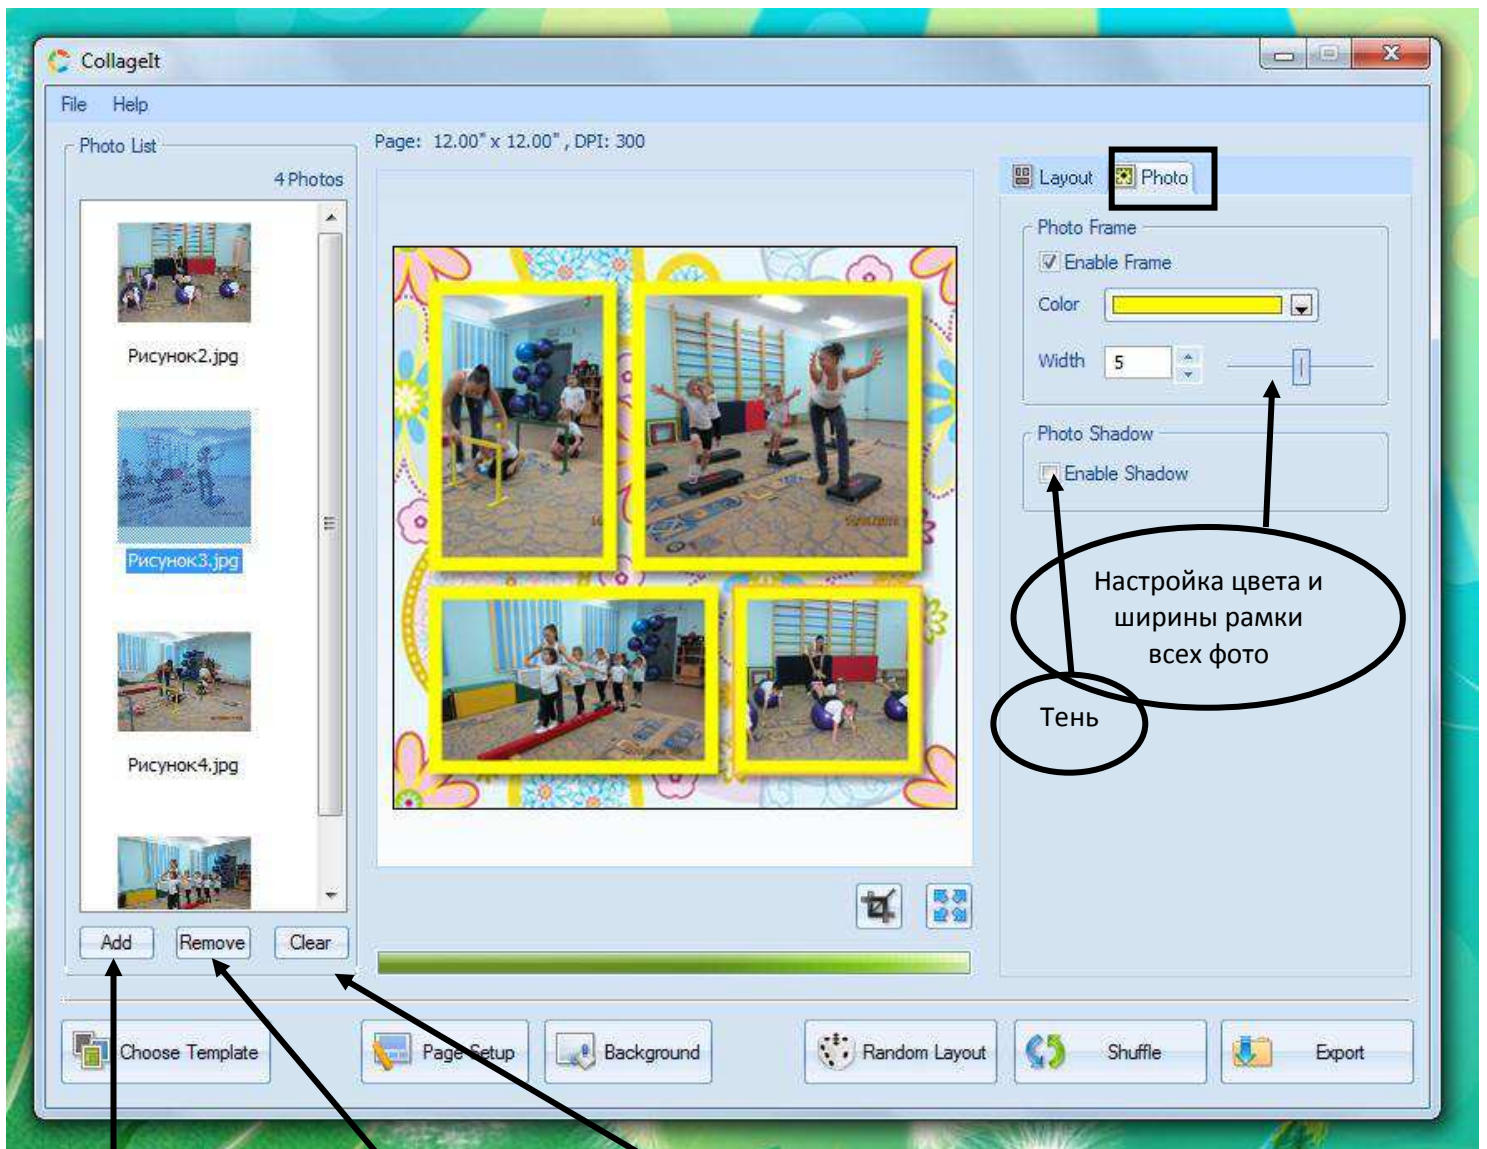 CollageIt
File Help
Photo List
Page: 12.00" x 12.00" , DPI: 300
4 Photos
Рисунок2.jpg
Рисунок3.jpg
Рисунок4.jpg
Add Remove Clear
Layout Photo
Photo Frame
Enable Frame
Color
Width 5
Photo Shadow
Enable Shadow
Настройка цвета и
ширины рамки
всех фото
Тень
Choose Template Page Setup Background Random Layout Shuffle Export